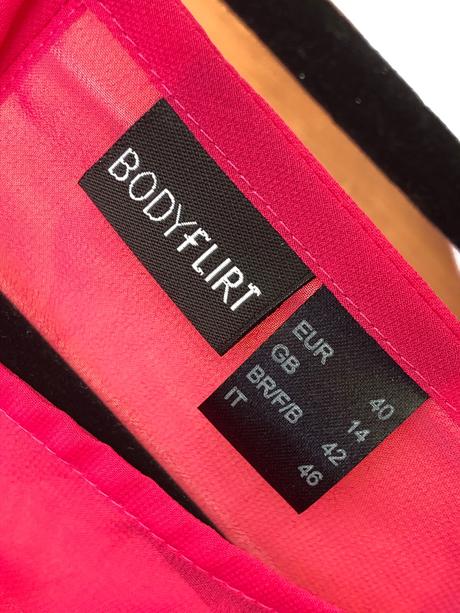 BODYFLIRT
EUR 40
GB 14
BR/F/B 42
IT 46